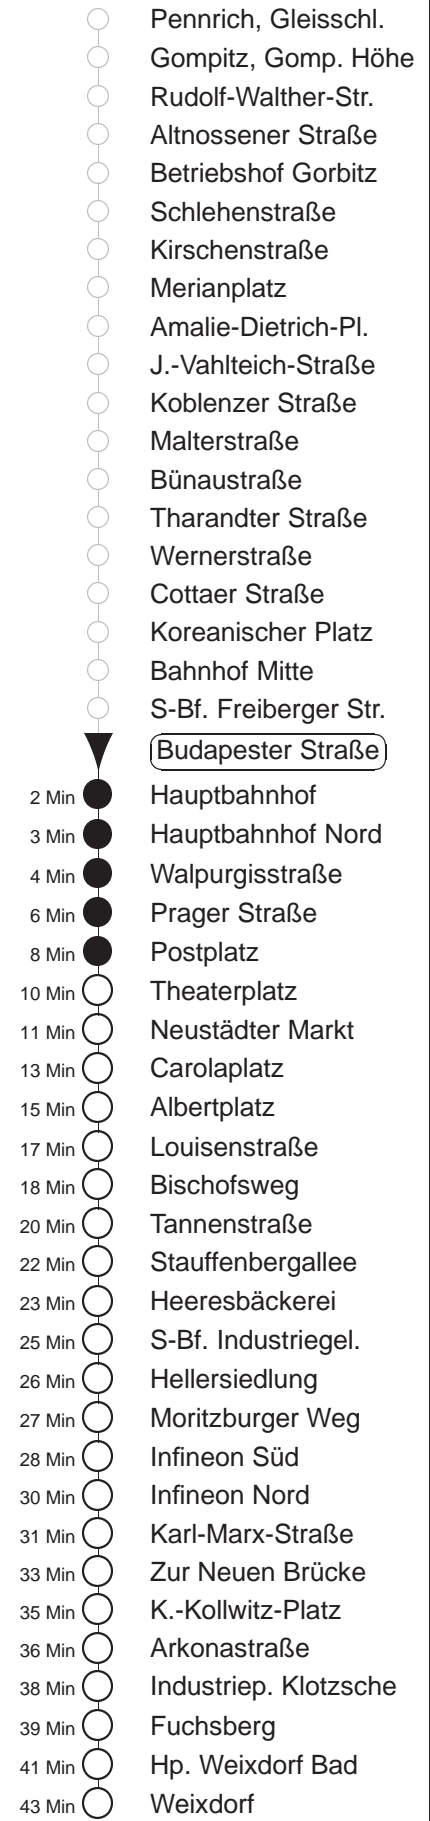 Pennrich, Gleisschl.
Gompitz, Gomp. Höhe
Rudolf-Walther-Str.
Altnossener Straße
Betriebshof Gorbitz
Schlehenstraße
Kirschenstraße
Merianplatz
Amalie-Dietrich-Pl.
J.-Vahlteich-Straße
Koblenzer Straße
Malterstraße
Bünaustraße
Tharandter Straße
Wernerstraße
Cottaer Straße
Koreanischer Platz
Bahnhof Mitte
S-Bf. Freiberger Str.
Budapester Straße
2 Min Hauptbahnhof
3 Min Hauptbahnhof Nord
4 Min Walpurgisstraße
6 Min Prager Straße
8 Min Postplatz
10 Min Theaterplatz
11 Min Neustädter Markt
13 Min Carolaplatz
15 Min Albertplatz
17 Min Louisenstraße
18 Min Bischofsweg
20 Min Tannenstraße
22 Min Stauffenbergallee
23 Min Heeresbäckerei
25 Min S-Bf. Industriegel.
26 Min Hellersiedlung
27 Min Moritzburger Weg
28 Min Infineon Süd
30 Min Infineon Nord
31 Min Karl-Marx-Straße
33 Min Zur Neuen Brücke
35 Min K.-Kollwitz-Platz
36 Min Arkonastraße
38 Min Industriep. Klotzsche
39 Min Fuchsberg
41 Min Hp. Weixdorf Bad
43 Min Weixdorf